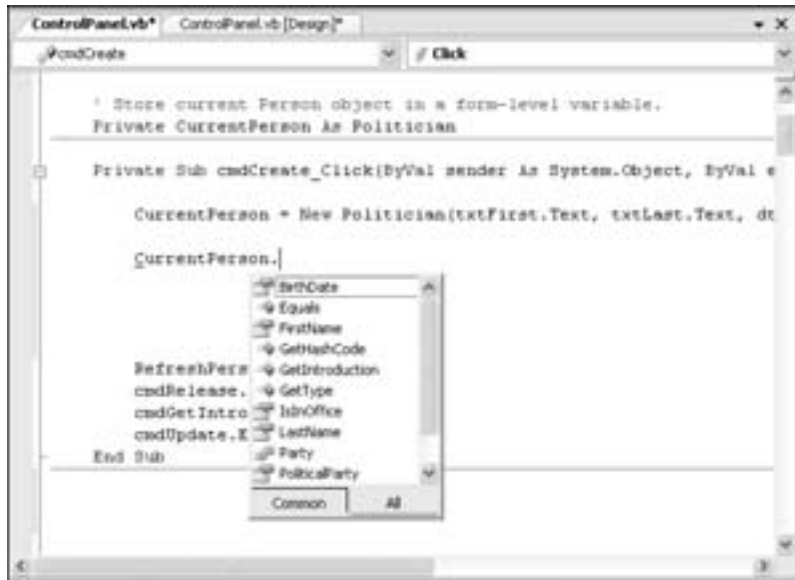 ControlPanel.vb* ControlPanel.vb [Design]*
cmdCreate Click
' Store current Person object in a form-level variable.
Private CurrentPerson As Politician
Private Sub cmdCreate_Click(ByVal sender As System.Object, ByVal e
CurrentPerson = New Politician(txtFirst.Text, txtLast.Text, dt
CurrentPerson.
BirthDate
Equals
FirstName
GetHashCode
RefreshPers GetIntroduction
cmdRelease. GetType
cmdGetIntro IsInOffice
cmdUpdate.E LastName
End Sub Party
PoliticalParty
Common All